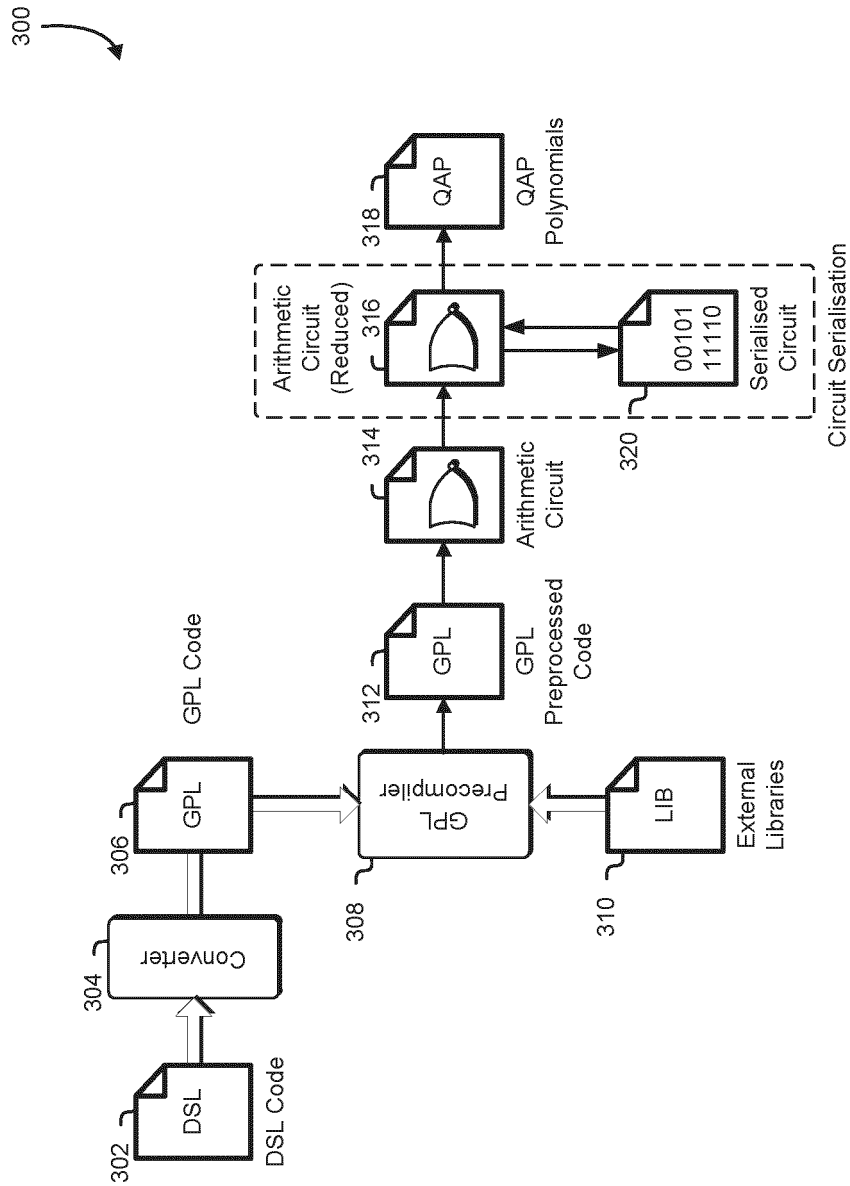 300
302
DSL
DSL Code
304
Converter
306
GPL
GPL Code
308
GPL
Precompiler
310
LIB
External
Libraries
312
GPL
GPL
Preprocessed
Code
314
Arithmetic
Circuit
Arithmetic
Circuit
(Reduced)
316
318
QAP
QAP
Polynomials
320
00101
11110
Serialised
Circuit
Circuit Serialisation